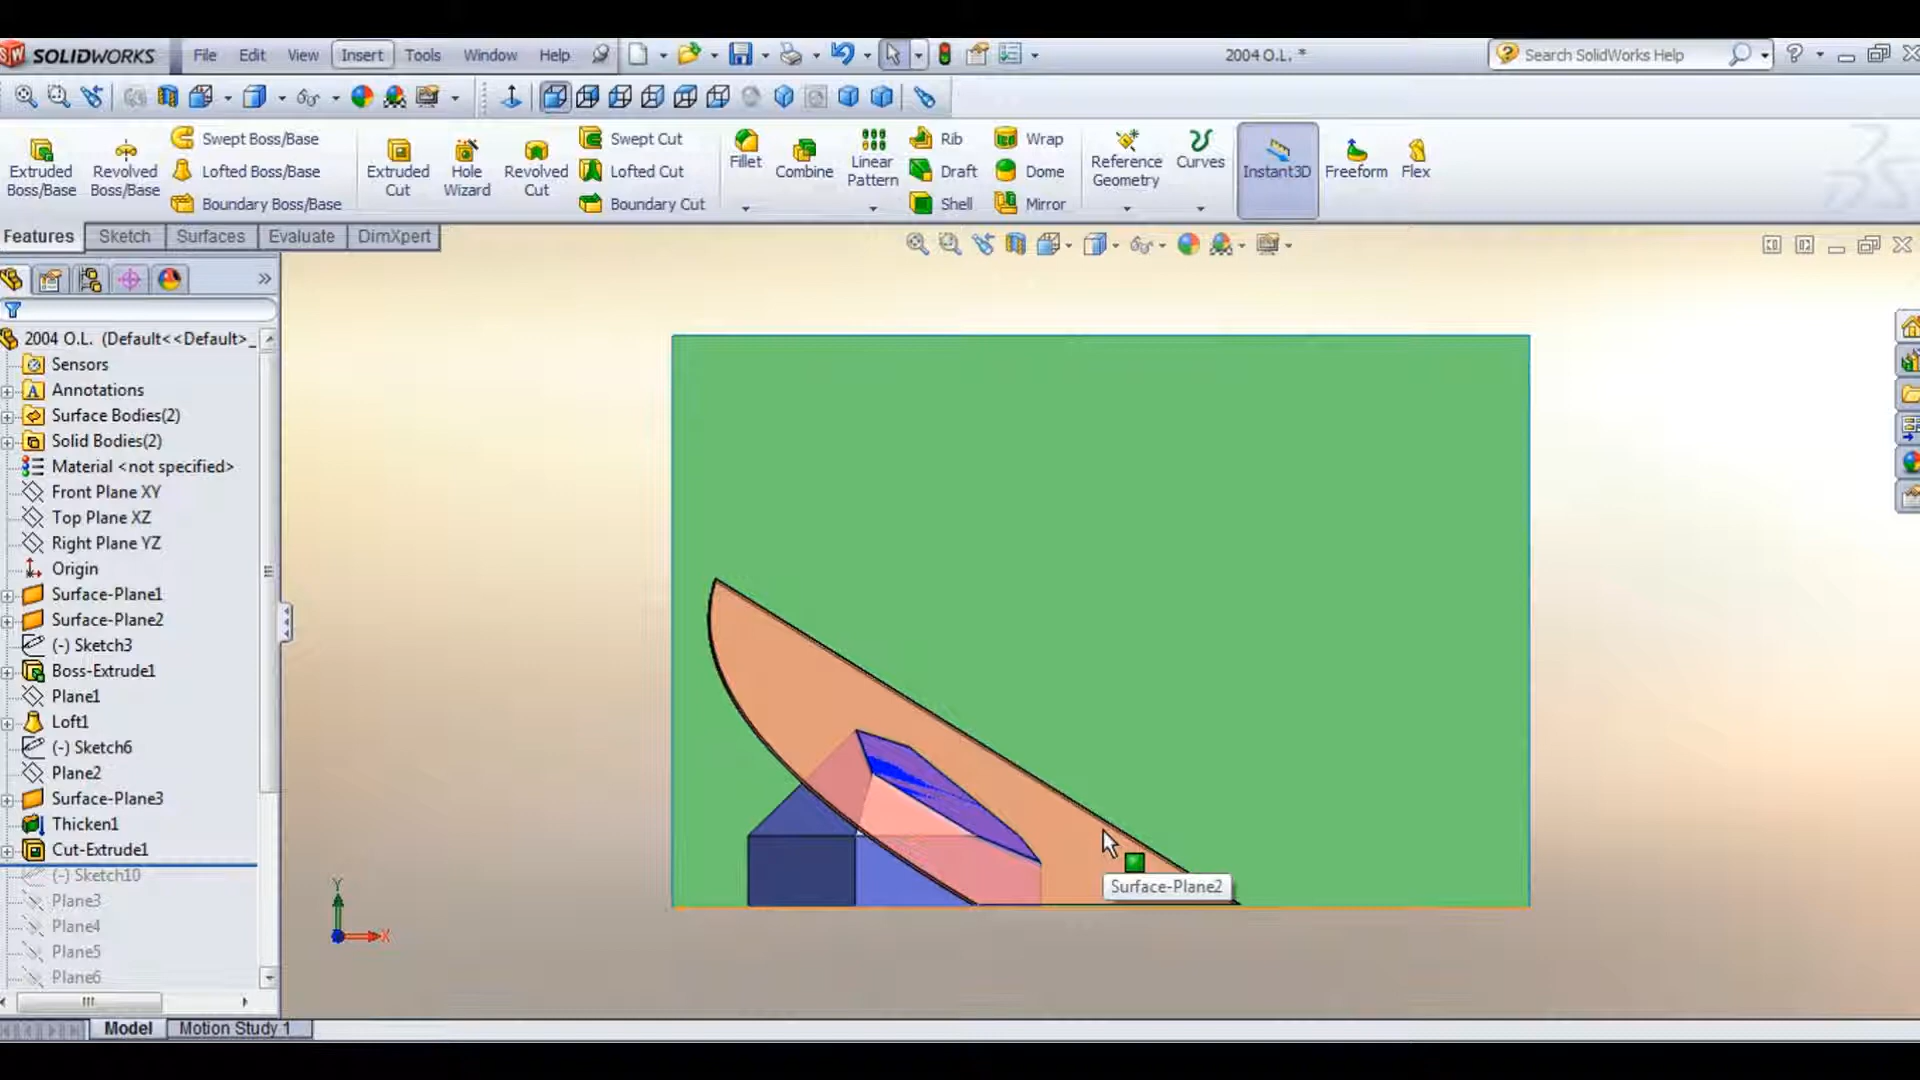 SOLIDWORKS File Edit View Insert Tools Window Help 2004 O.L. * Search SolidWorks Help
Extruded Boss/Base
Revolved Boss/Base
Swept Boss/Base
Lofted Boss/Base
Boundary Boss/Base
Extruded Cut
Hole Wizard
Revolved Cut
Swept Cut
Lofted Cut
Boundary Cut
Fillet
Combine
Linear Pattern
Rib
Draft
Shell
Wrap
Dome
Mirror
Reference Geometry
Curves
Instant3D
Freeform
Flex
Features Sketch Surfaces Evaluate DimXpert
2004 O.L. (Default<<Default>_
Sensors
Annotations
Surface Bodies(2)
Solid Bodies(2)
Material <not specified>
Front Plane XY
Top Plane XZ
Right Plane YZ
Origin
Surface-Plane1
Surface-Plane2
(-) Sketch3
Boss-Extrude1
Plane1
Loft1
(-) Sketch6
Plane2
Surface-Plane3
Thicken1
Cut-Extrude1
(-) Sketch10
Plane3
Plane4
Plane5
Plane6
Surface-Plane2
Y
X
Model Motion Study 1